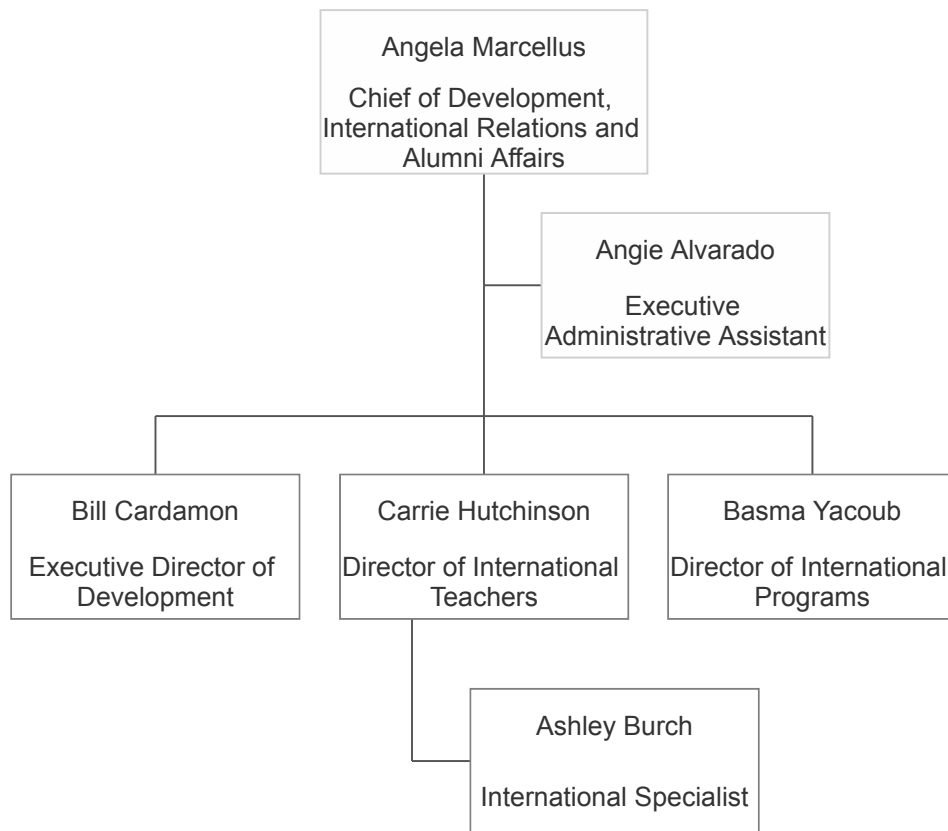 Angela Marcellus
Chief of Development,
International Relations and
Alumni Affairs
Angie Alvarado
Executive
Administrative Assistant
Bill Cardamon
Executive Director of
Development
Carrie Hutchinson
Director of International
Teachers
Basma Yacoub
Director of International
Programs
Ashley Burch
International Specialist